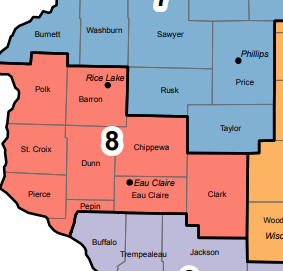 Burnett
Washburn
Sawyer
Phillips
Price
Rice Lake
Polk
Barron
Rusk
Taylor
8
St. Croix
Dunn
Chippewa
Eau Claire
Eau Claire
Pierce
Pepin
Clark
Wood
Buffalo
Trempealeau
Jackson